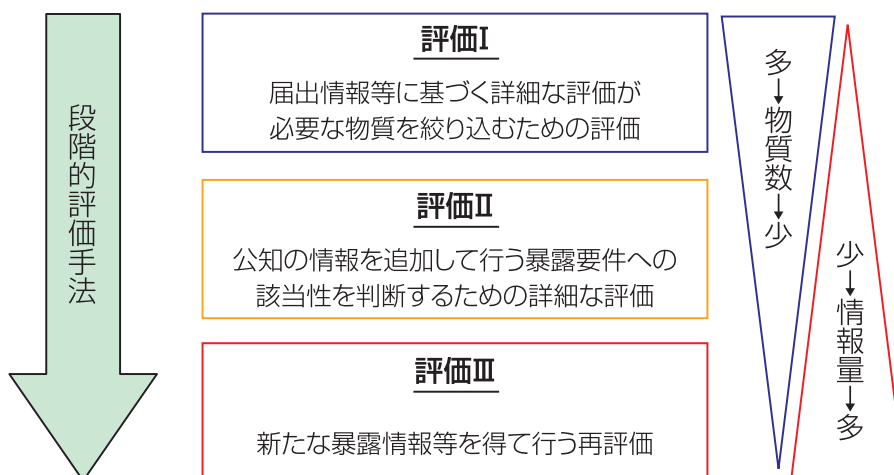 段階的評価手法
評価Ⅰ
届出情報等に基づく詳細な評価が
必要な物質を絞り込むための評価
評価Ⅱ
公知の情報を追加して行う暴露要件への
該当性を判断するための詳細な評価
評価Ⅲ
新たな暴露情報等を得て行う再評価
多→物質数→少
少→情報量→多